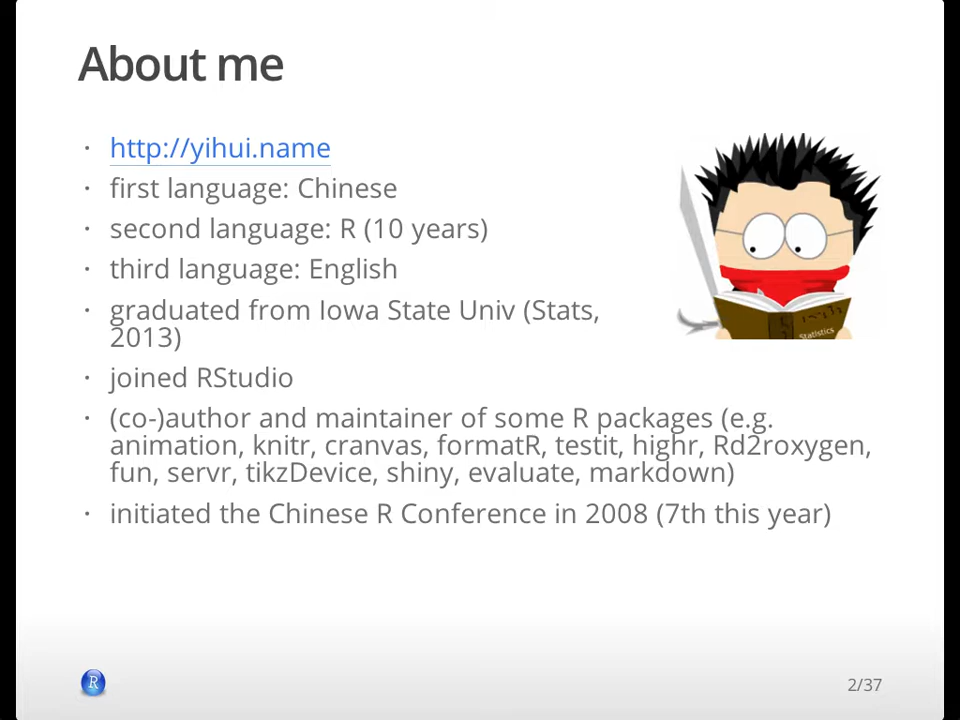 About me
http://yihui.name
first language: Chinese
second language: R (10 years)
third language: English
graduated from Iowa State Univ (Stats,
2013)
joined RStudio
(co-)author and maintainer of some R packages (e.g.
animation, knitr, cranvas, formatR, testit, highr, Rd2roxygen,
fun, servr, tikzDevice, shiny, evaluate, markdown)
initiated the Chinese R Conference in 2008 (7th this year)
Statistics
R
2/37